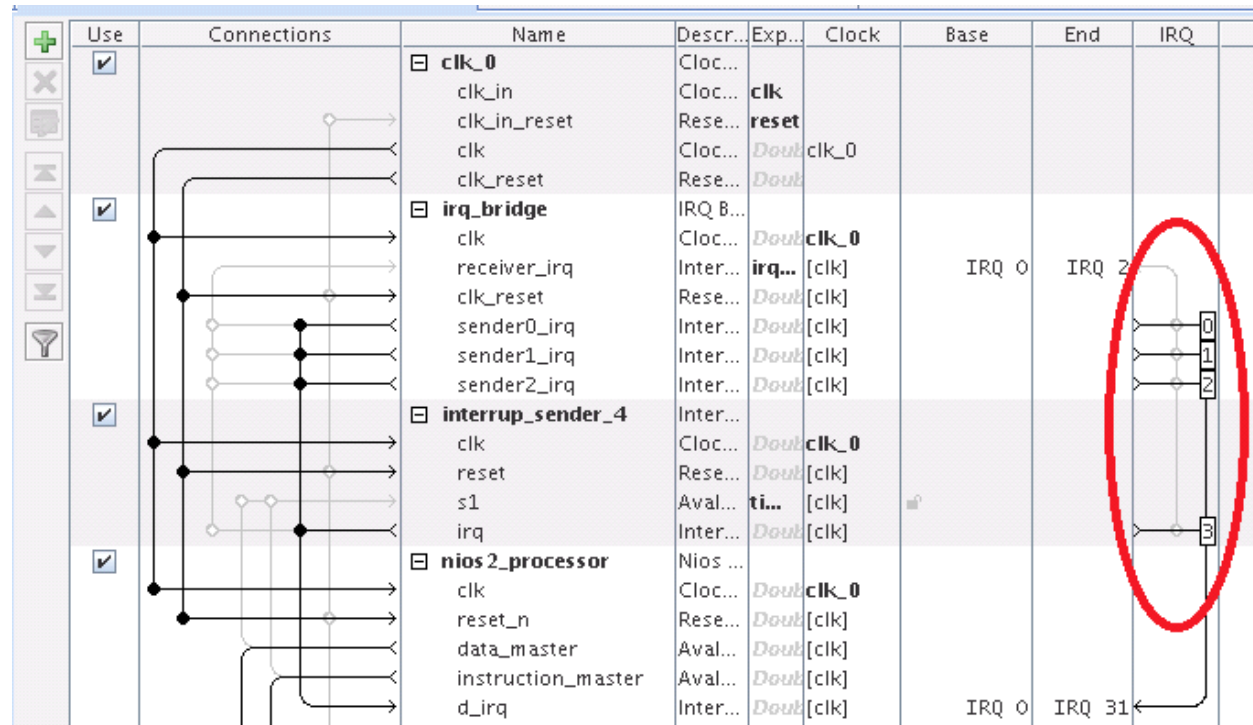 Use Connections Name Descr... Exp... Clock Base End IRQ
clk_0 Cloc...
clk_in Cloc... clk
clk_in_reset Rese... reset
clk Cloc... Doub clk_0
clk_reset Rese... Doub
irq_bridge IRQ B...
clk Cloc... Doub clk_0
receiver_irq Inter... irq... [clk] IRQ 0 IRQ 2
clk_reset Rese... Doub [clk]
sender0_irq Inter... Doub [clk] 0
sender1_irq Inter... Doub [clk] 1
sender2_irq Inter... Doub [clk] 2
interrup_sender_4 Inter...
clk Cloc... Doub clk_0
reset Rese... Doub [clk]
s1 Aval... ti... [clk]
irq Inter... Doub [clk] 3
nios2_processor Nios ...
clk Cloc... Doub clk_0
reset_n Rese... Doub [clk]
data_master Aval... Doub [clk]
instruction_master Aval... Doub [clk]
d_irq Inter... Doub [clk] IRQ 0 IRQ 31